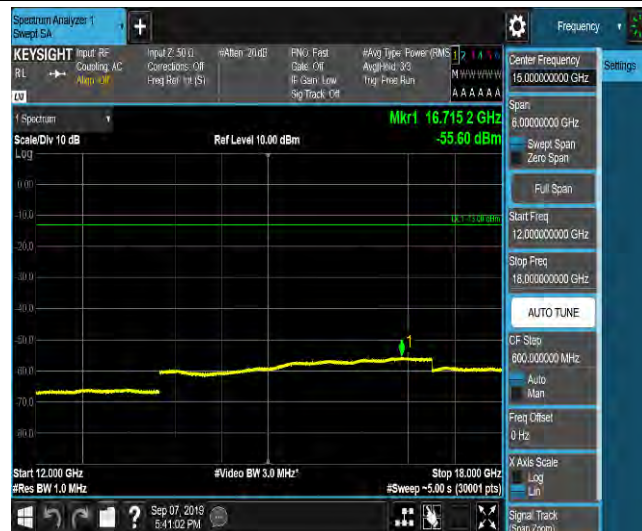 Spectrum Analyzer 1
Swept SA
Frequency
KEYSIGHT
RL
Input: RF
Coupling: AC
Align: Off
Input Z: 50 Ω
Corrections: Off
Freq Ref: Int (S)
#Atten: 20 dB
PNO: Fast
Gate: Off
IF Gain: Low
Sig Track: Off
#Avg Type: Power (RMS
Avg|Hold: 3/3
Trig: Free Run
1 2 3 4 5 6
M W W W W W
A A A A A A
LXI
1 Spectrum
Scale/Div 10 dB
Log
Ref Level 10.00 dBm
Mkr1 16.715 2 GHz
-55.60 dBm
0.00
-10.0
DL1 -13.00 dBm
-20.0
-30.0
-40.0
-50.0
1
-60.0
-70.0
-80.0
Start 12.000 GHz
#Res BW 1.0 MHz
#Video BW 3.0 MHz*
Stop 18.000 GHz
#Sweep ~5.00 s (30001 pts)
Sep 07, 2019
5:41:02 PM
Center Frequency
15.000000000 GHz
Settings
Span
6.00000000 GHz
Swept Span
Zero Span
Full Span
Start Freq
12.000000000 GHz
Stop Freq
18.000000000 GHz
AUTO TUNE
CF Step
600.000000 MHz
Auto
Man
Freq Offset
0 Hz
X Axis Scale
Log
Lin
Signal Track
(Span Zoom)